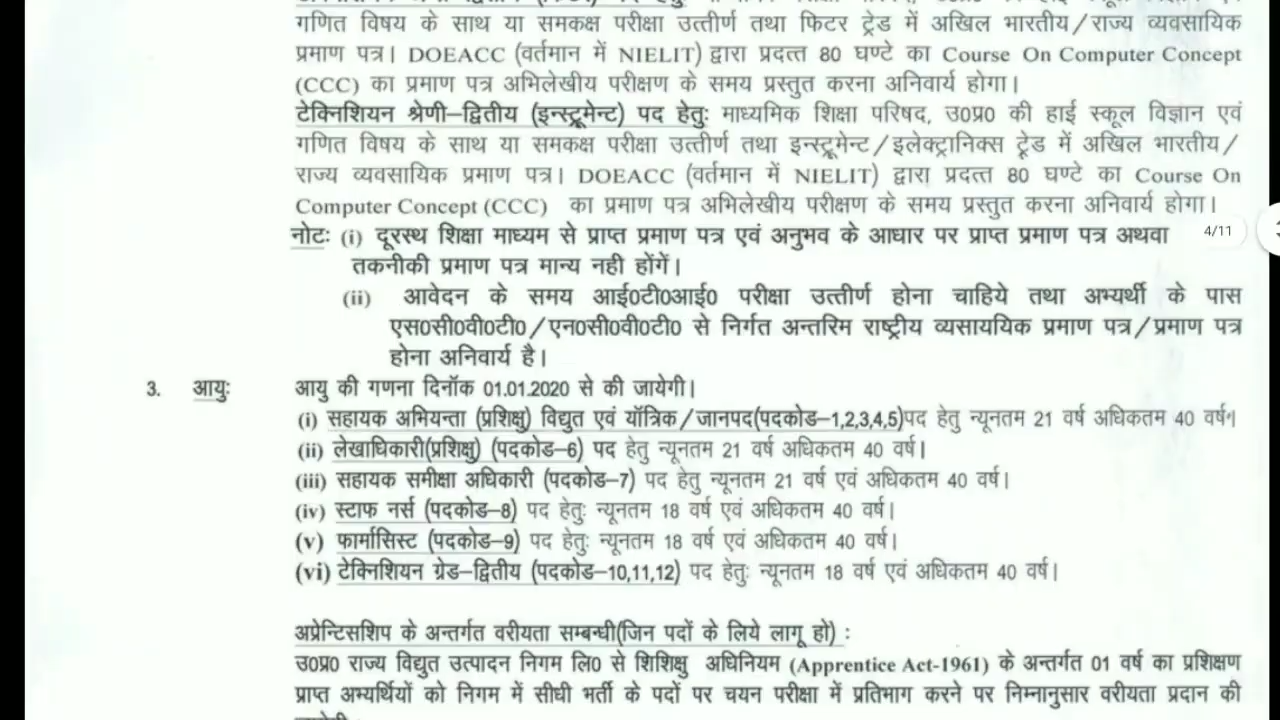 गणित विषय के साथ या समकक्ष परीक्षा उत्तीर्ण तथा फिटर ट्रेड में अखिल भारतीय/राज्य व्यवसायिक
प्रमाण पत्र। DOEACC (वर्तमान में NIELIT) द्वारा प्रदत्त 80 घण्टे का Course On Computer Concept
(CCC) का प्रमाण पत्र अभिलेखीय परीक्षण के समय प्रस्तुत करना अनिवार्य होगा।
टेक्निशियन श्रेणी–द्वितीय (इन्स्ट्रूमेन्ट) पद हेतुः माध्यमिक शिक्षा परिषद, उ0प्र0 की हाई स्कूल विज्ञान एवं
गणित विषय के साथ या समकक्ष परीक्षा उत्तीर्ण तथा इन्स्ट्रूमेन्ट/इलेक्ट्रानिक्स ट्रेड में अखिल भारतीय/
राज्य व्यवसायिक प्रमाण पत्र। DOEACC (वर्तमान में NIELIT) द्वारा प्रदत्त 80 घण्टे का Course On
Computer Concept (CCC) का प्रमाण पत्र अभिलेखीय परीक्षण के समय प्रस्तुत करना अनिवार्य होगा।
नोटः (i) दूरस्थ शिक्षा माध्यम से प्राप्त प्रमाण पत्र एवं अनुभव के आधार पर प्राप्त प्रमाण पत्र अथवा
4/11
तकनीकी प्रमाण पत्र मान्य नही होंगें।
(ii) आवेदन के समय आई0टी0आई0 परीक्षा उत्तीर्ण होना चाहिये तथा अभ्यर्थी के पास
एस0सी0वी0टी0/एन0सी0वी0टी0 से निर्गत अन्तरिम राष्ट्रीय व्यसाययिक प्रमाण पत्र/प्रमाण पत्र
होना अनिवार्य है।
3. आयुः आयु की गणना दिनॉक 01.01.2020 से की जायेगी।
(i) सहायक अभियन्ता (प्रशिक्षु) विद्युत एवं यॉत्रिक/जानपद(पदकोड–1,2,3,4,5)पद हेतु न्यूनतम 21 वर्ष अधिकतम 40 वर्ष।
(ii) लेखाधिकारी(प्रशिक्षु) (पदकोड–6) पद हेतु न्यूनतम 21 वर्ष अधिकतम 40 वर्ष।
(iii) सहायक समीक्षा अधिकारी (पदकोड–7) पद हेतु न्यूनतम 21 वर्ष एवं अधिकतम 40 वर्ष।
(iv) स्टाफ नर्स (पदकोड–8) पद हेतुः न्यूनतम 18 वर्ष एवं अधिकतम 40 वर्ष।
(v) फार्मासिस्ट (पदकोड–9) पद हेतुः न्यूनतम 18 वर्ष एवं अधिकतम 40 वर्ष।
(vi) टेक्निशियन ग्रेड–द्वितीय (पदकोड–10,11,12) पद हेतुः न्यूनतम 18 वर्ष एवं अधिकतम 40 वर्ष।
अप्रेन्टिसशिप के अन्तर्गत वरीयता सम्बन्धी(जिन पदों के लिये लागू हो) :
उ0प्र0 राज्य विद्युत उत्पादन निगम लि0 से शिशिक्षु अधिनियम (Apprentice Act-1961) के अन्तर्गत 01 वर्ष का प्रशिक्षण
प्राप्त अभ्यर्थियों को निगम में सीधी भर्ती के पदों पर चयन परीक्षा में प्रतिभाग करने पर निम्नानुसार वरीयता प्रदान की